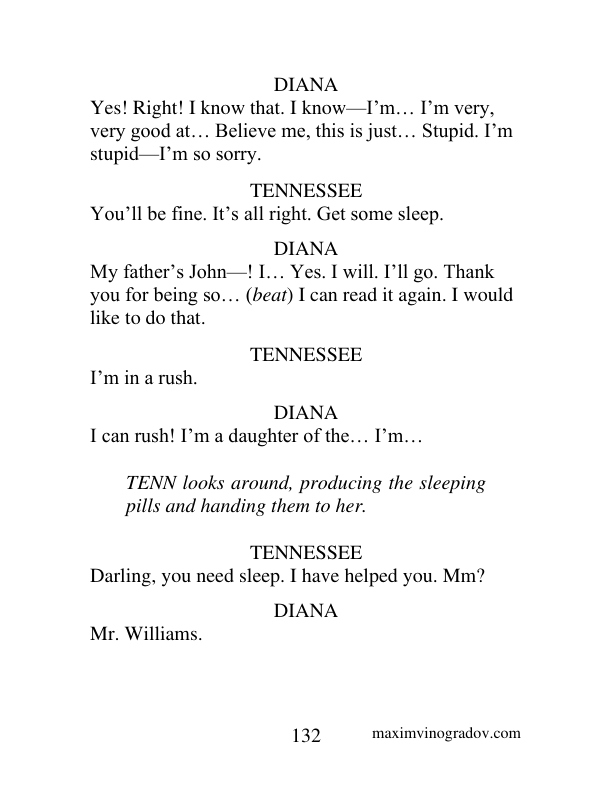 DIANA
Yes! Right! I know that. I know—I’m… I’m very,
very good at… Believe me, this is just… Stupid. I’m
stupid—I’m so sorry.
TENNESSEE
You’ll be fine. It’s all right. Get some sleep.
DIANA
My father’s John—! I… Yes. I will. I’ll go. Thank
you for being so… (beat) I can read it again. I would
like to do that.
TENNESSEE
I’m in a rush.
DIANA
I can rush! I’m a daughter of the… I’m…
TENN looks around, producing the sleeping
pills and handing them to her.
TENNESSEE
Darling, you need sleep. I have helped you. Mm?
DIANA
Mr. Williams.
132 maximvinogradov.com